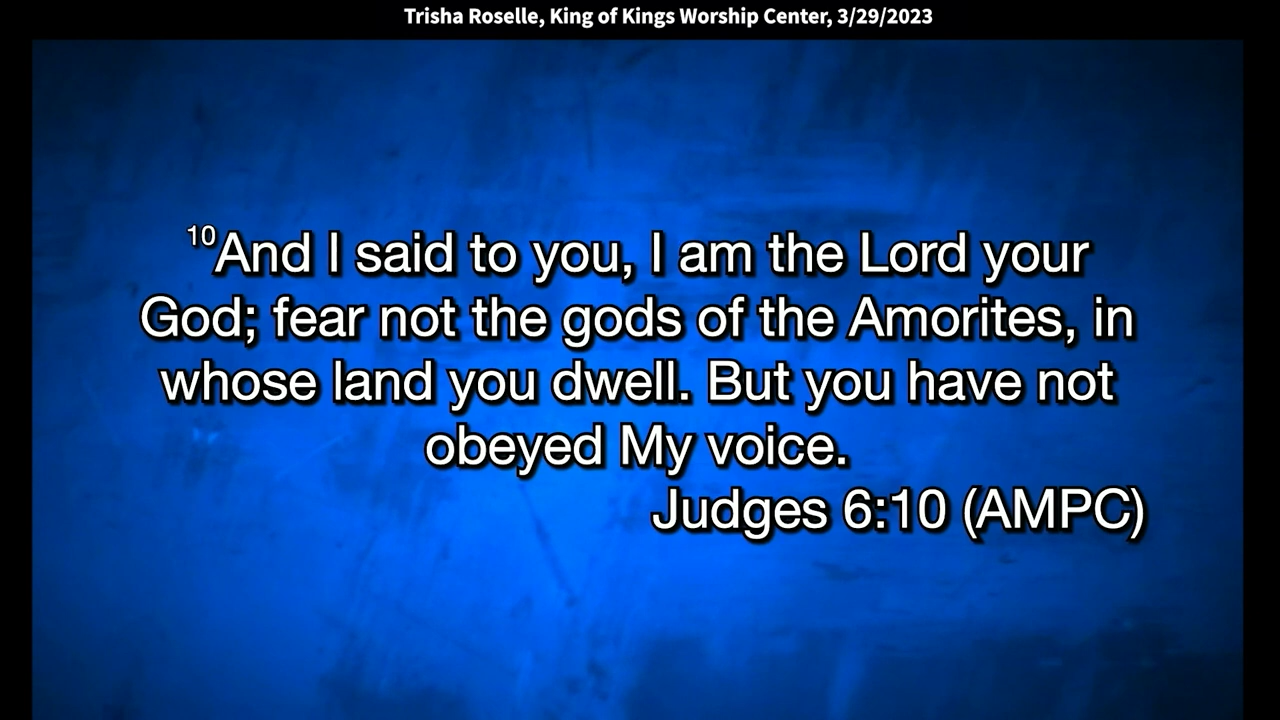 Trisha Roselle, King of Kings Worship Center, 3/29/2023
10And I said to you, I am the Lord your
God; fear not the gods of the Amorites, in
whose land you dwell. But you have not
obeyed My voice.
Judges 6:10 (AMPC)